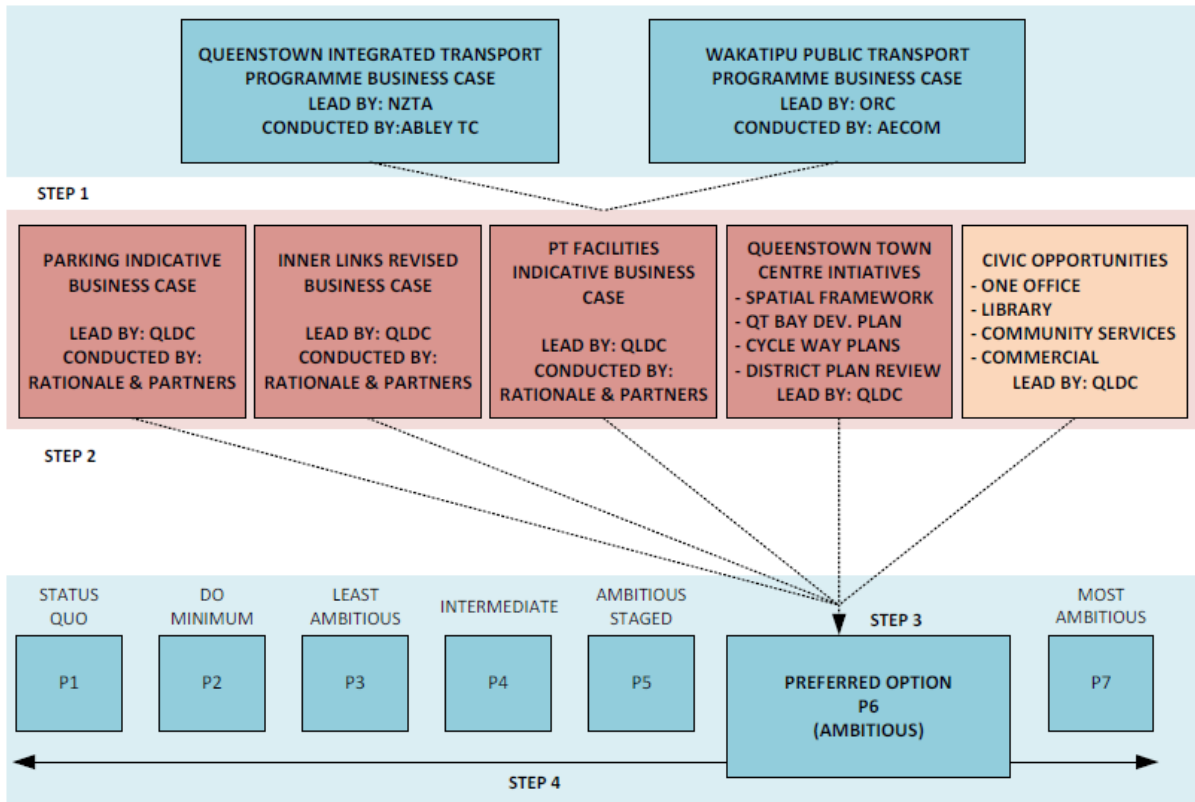 QUEENSTOWN INTEGRATED TRANSPORT
PROGRAMME BUSINESS CASE
LEAD BY: NZTA
CONDUCTED BY:ABLEY TC
WAKATIPU PUBLIC TRANSPORT
PROGRAMME BUSINESS CASE
LEAD BY: ORC
CONDUCTED BY: AECOM
STEP 1
PARKING INDICATIVE
BUSINESS CASE
LEAD BY: QLDC
CONDUCTED BY:
RATIONALE & PARTNERS
INNER LINKS REVISED
BUSINESS CASE
LEAD BY: QLDC
CONDUCTED BY:
RATIONALE & PARTNERS
PT FACILITIES
INDICATIVE BUSINESS
CASE
LEAD BY: QLDC
CONDUCTED BY:
RATIONALE & PARTNERS
QUEENSTOWN TOWN
CENTRE INTIATIVES
- SPATIAL FRAMEWORK
- QT BAY DEV. PLAN
- CYCLE WAY PLANS
- DISTRICT PLAN REVIEW
LEAD BY: QLDC
CIVIC OPPORTUNITIES
- ONE OFFICE
- LIBRARY
- COMMUNITY SERVICES
- COMMERCIAL
LEAD BY: QLDC
STEP 2
STATUS
QUO
P1
DO
MINIMUM
P2
LEAST
AMBITIOUS
P3
INTERMEDIATE
P4
AMBITIOUS
STAGED
P5
STEP 3
PREFERRED OPTION
P6
(AMBITIOUS)
MOST
AMBITIOUS
P7
STEP 4